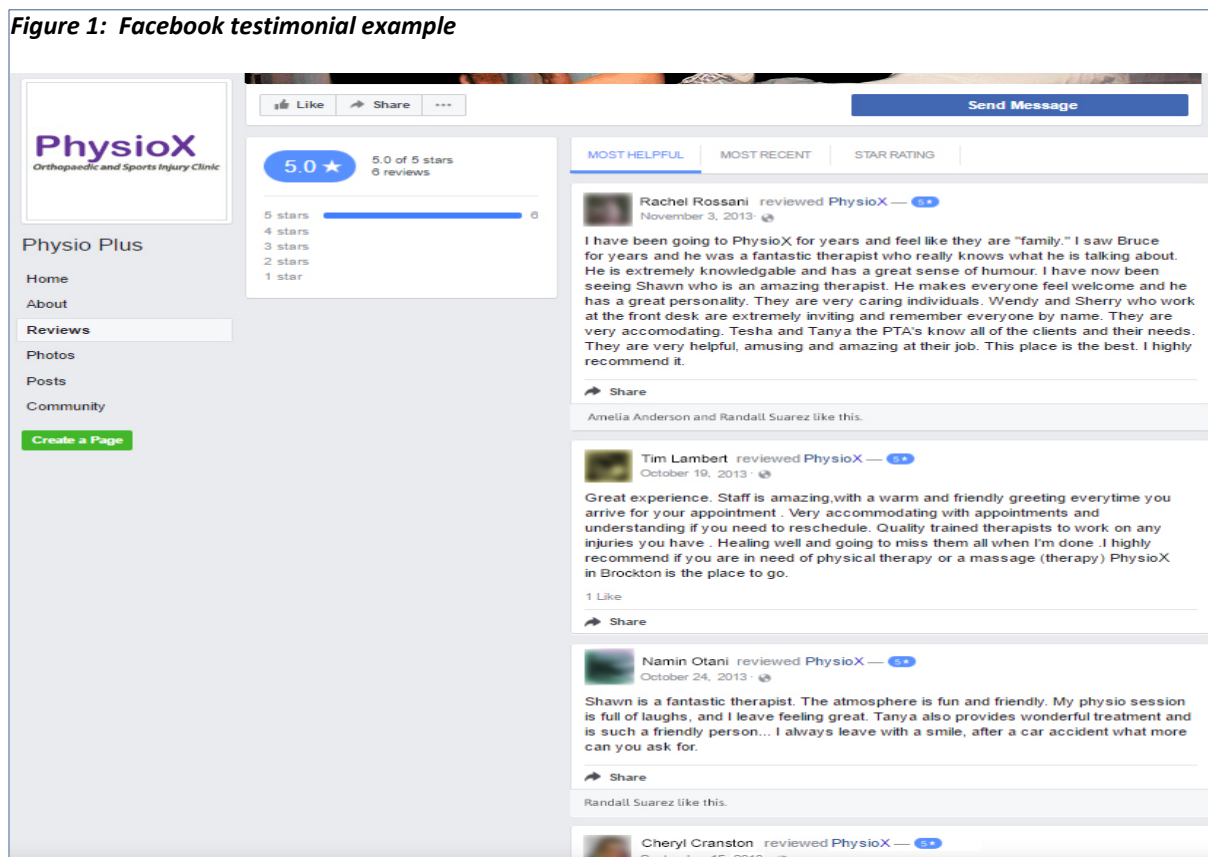 Figure 1: Facebook testimonial example
Like Share ...
Send Message
PhysioX
Orthopaedic and Sports Injury Clinic
Physio Plus
Home
About
Reviews
Photos
Posts
Community
Create a Page
5.0 ★
5.0 of 5 stars
6 reviews
5 stars 6
4 stars
3 stars
2 stars
1 star
MOST HELPFUL MOST RECENT STAR RATING
Rachel Rossani reviewed PhysioX — 5★
November 3, 2013 ·
I have been going to PhysioX for years and feel like they are "family." I saw Bruce
for years and he was a fantastic therapist who really knows what he is talking about.
He is extremely knowledgable and has a great sense of humour. I have now been
seeing Shawn who is an amazing therapist. He makes everyone feel welcome and he
has a great personality. They are very caring individuals. Wendy and Sherry who work
at the front desk are extremely inviting and remember everyone by name. They are
very accomodating. Tesha and Tanya the PTA's know all of the clients and their needs.
They are very helpful, amusing and amazing at their job. This place is the best. I highly
recommend it.
Share
Amelia Anderson and Randall Suarez like this.
Tim Lambert reviewed PhysioX — 5★
October 19, 2013 ·
Great experience. Staff is amazing,with a warm and friendly greeting everytime you
arrive for your appointment . Very accommodating with appointments and
understanding if you need to reschedule. Quality trained therapists to work on any
injuries you have . Healing well and going to miss them all when I'm done .I highly
recommend if you are in need of physical therapy or a massage (therapy) PhysioX
in Brockton is the place to go.
1 Like
Share
Namin Otani reviewed PhysioX — 5★
October 24, 2013 ·
Shawn is a fantastic therapist. The atmosphere is fun and friendly. My physio session
is full of laughs, and I leave feeling great. Tanya also provides wonderful treatment and
is such a friendly person... I always leave with a smile, after a car accident what more
can you ask for.
Share
Randall Suarez like this.
Cheryl Cranston reviewed PhysioX — 5★